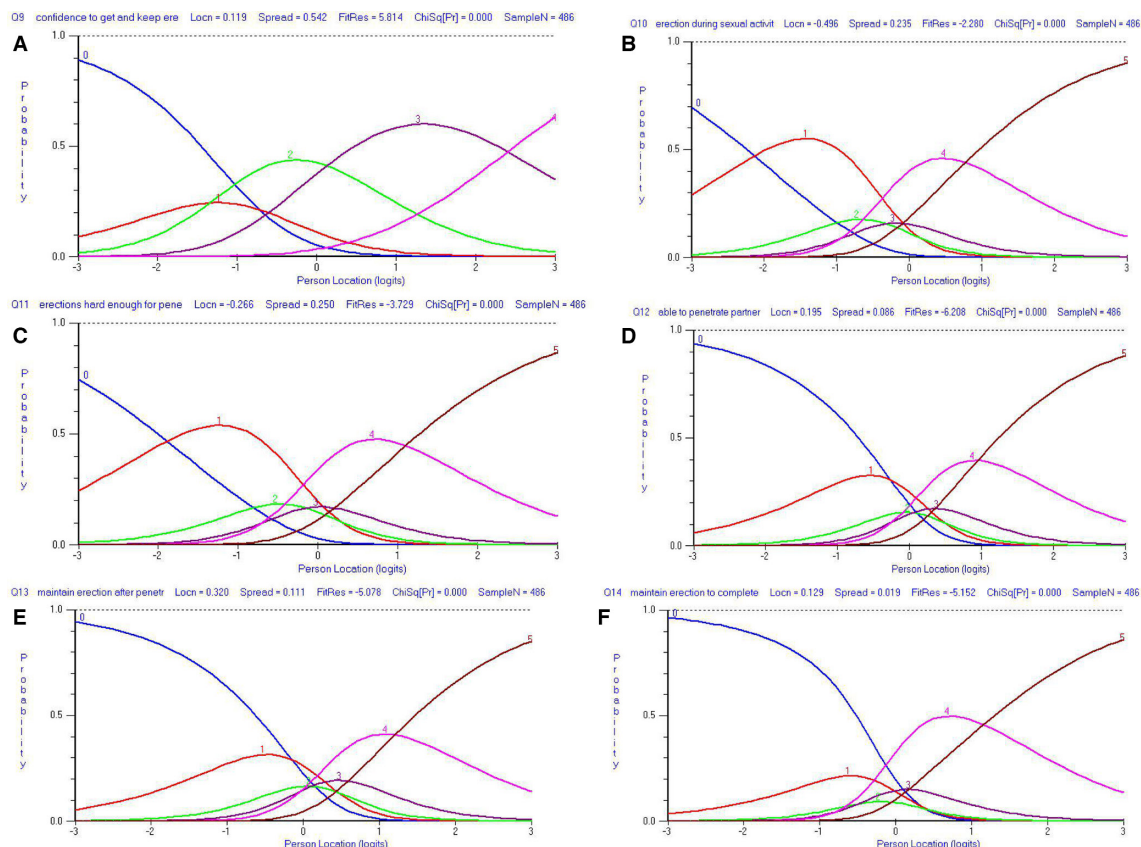 Q9 confidence to get and keep ere Locn = 0.119 Spread = 0.542 FitRes = 5.814 ChiSq[Pr] = 0.000 SampleN = 486
A
1.0
Probability
0.5
0.0
0
1
2
3
4
-3 -2 -1 0 1 2 3
Person Location (logits)
Q10 erection during sexual activit Locn = -0.496 Spread = 0.235 FitRes = -2.280 ChiSq[Pr] = 0.000 SampleN = 486
B
1.0
Probability
0.5
0.0
0
1
2
3
4
5
-3 -2 -1 0 1 2 3
Person Location (logits)
Q11 erections hard enough for pene Locn = -0.266 Spread = 0.250 FitRes = -3.729 ChiSq[Pr] = 0.000 SampleN = 486
C
1.0
Probability
0.5
0.0
0
1
2
3
4
5
-3 -2 -1 0 1 2 3
Person Location (logits)
Q12 able to penetrate partner Locn = 0.195 Spread = 0.086 FitRes = -6.208 ChiSq[Pr] = 0.000 SampleN = 486
D
1.0
Probability
0.5
0.0
0
1
3
4
5
-3 -2 -1 0 1 2 3
Person Location (logits)
Q13 maintain erection after penetr Locn = 0.320 Spread = 0.111 FitRes = -5.078 ChiSq[Pr] = 0.000 SampleN = 486
E
1.0
Probability
0.5
0.0
0
1
3
4
5
-3 -2 -1 0 1 2 3
Person Location (logits)
Q14 maintain erection to complete Locn = 0.129 Spread = 0.019 FitRes = -5.152 ChiSq[Pr] = 0.000 SampleN = 486
F
1.0
Probability
0.5
0.0
0
1
3
4
5
-3 -2 -1 0 1 2 3
Person Location (logits)